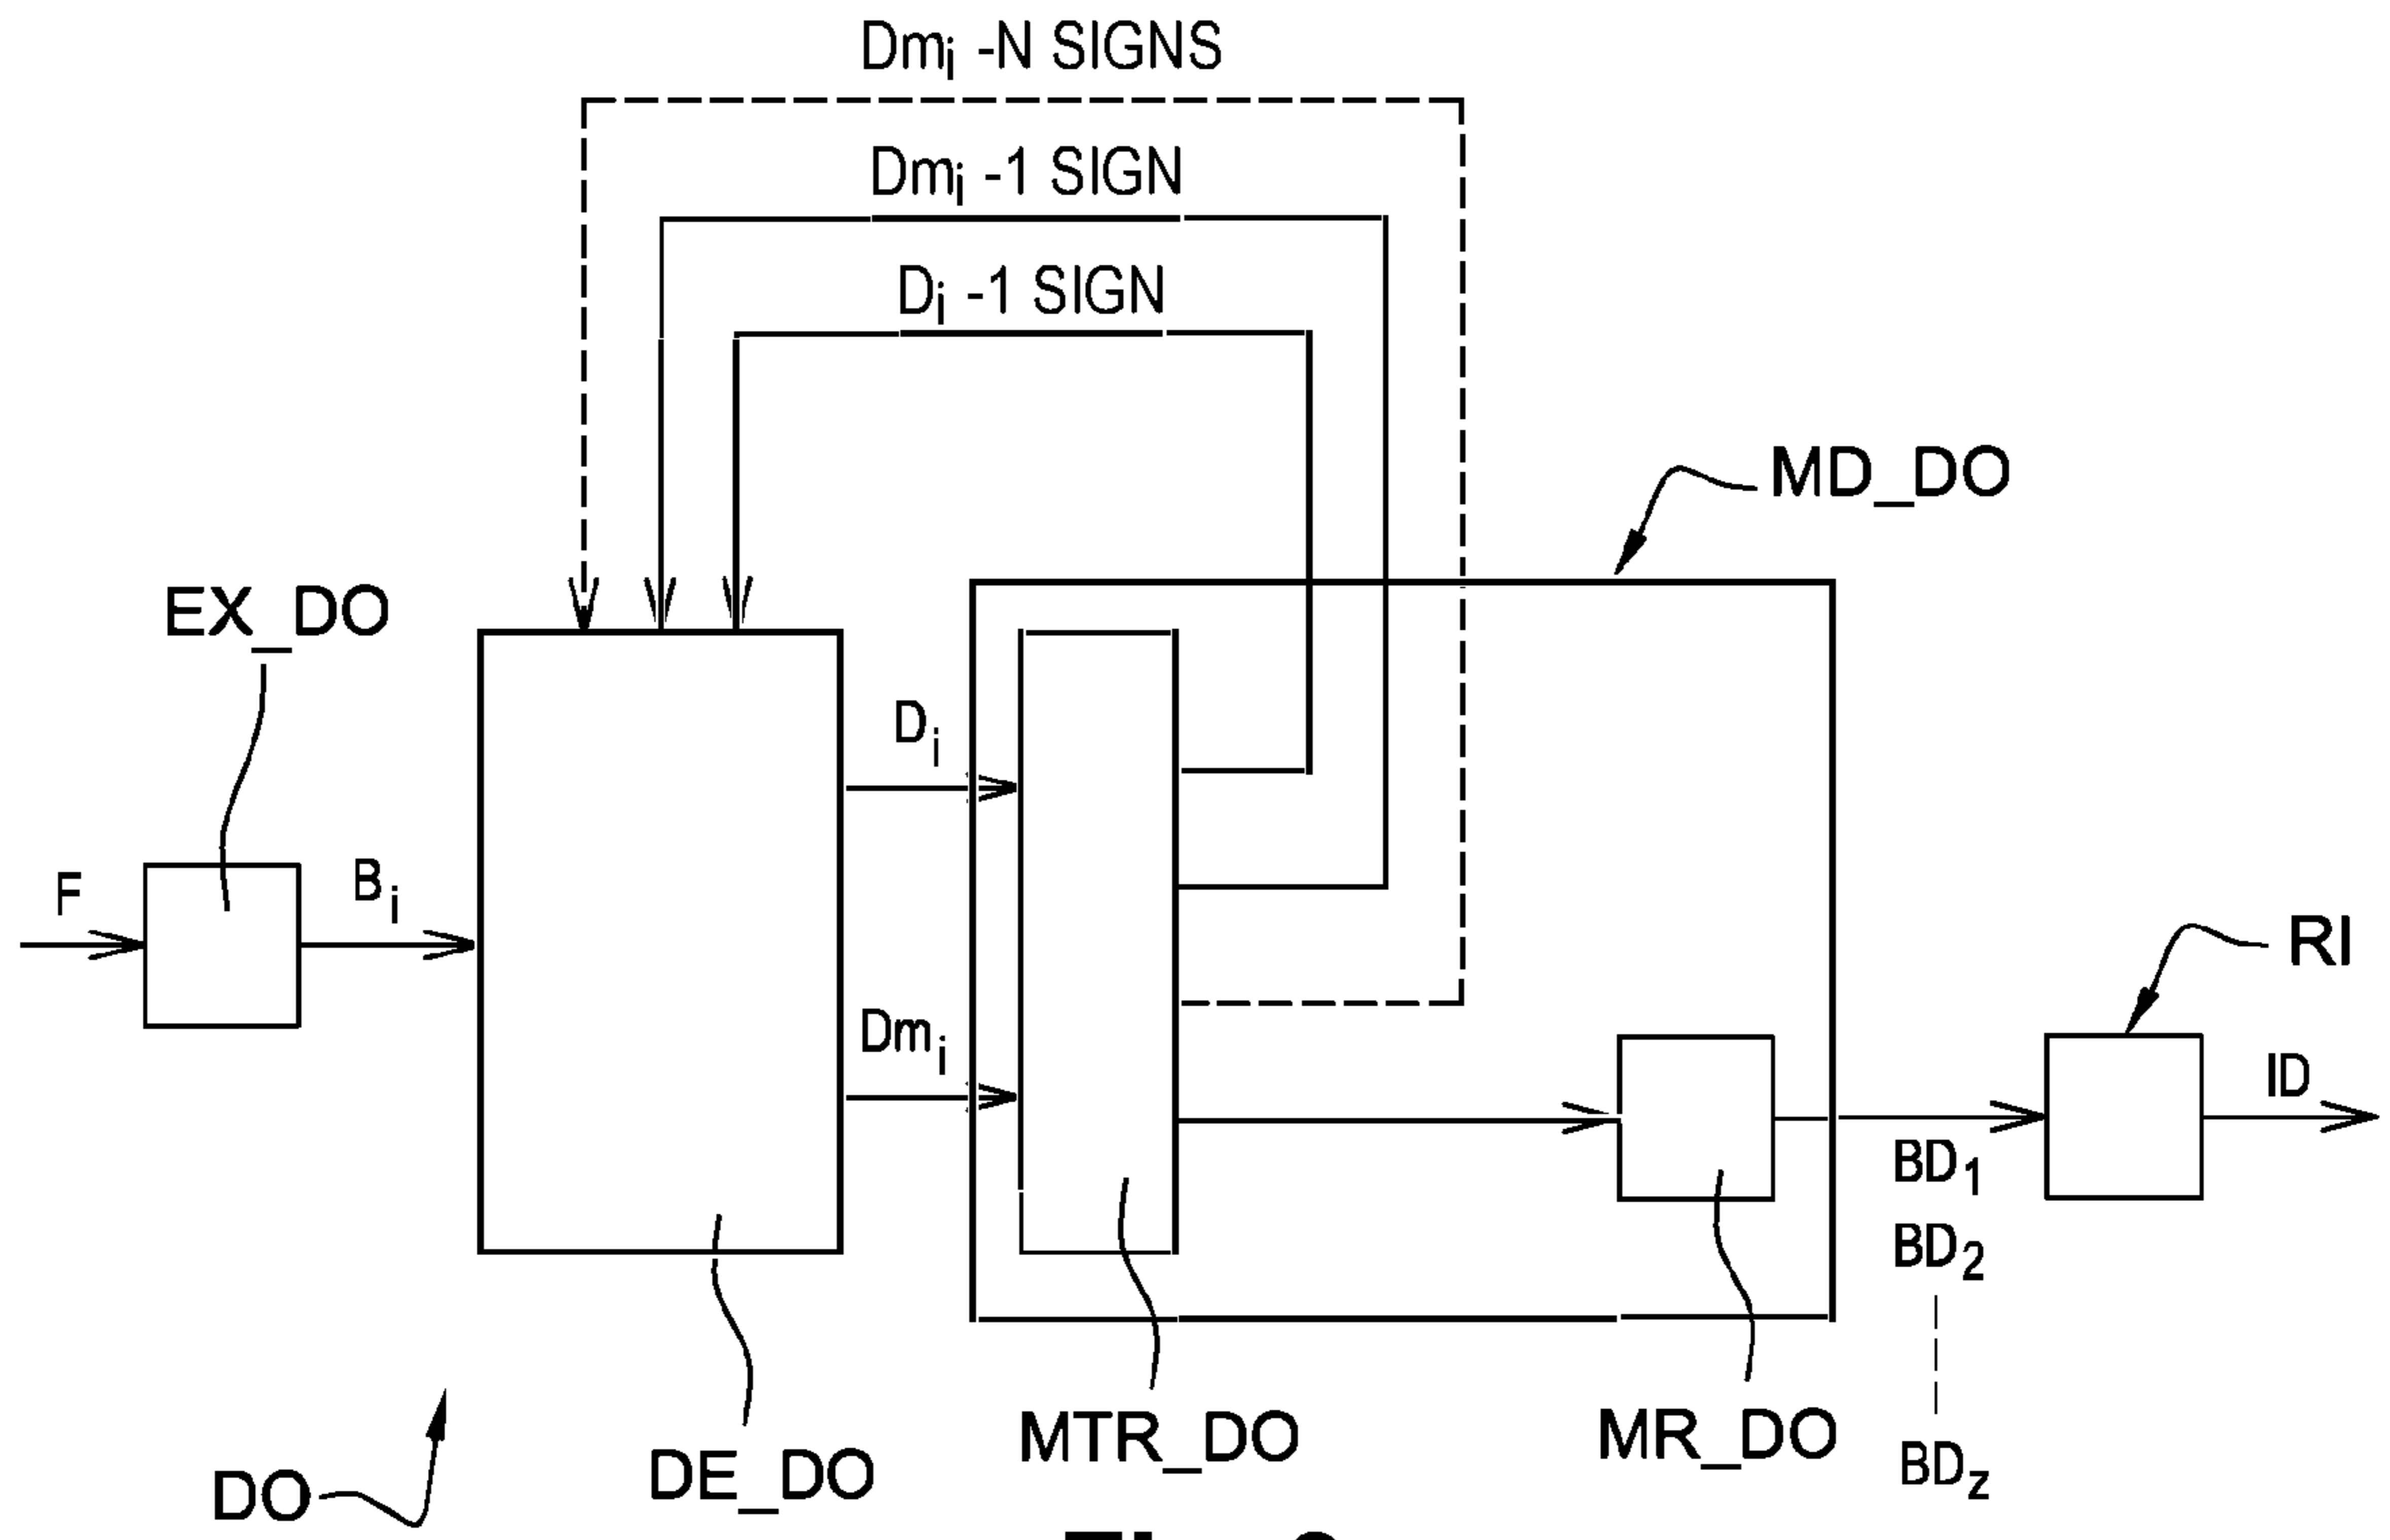 Dmi -N SIGNS
Dmi -1 SIGN
Di -1 SIGN
MD_DO
EX_DO
Di
F
Bi
RI
Dmi
ID
BD1
BD2
MTR_DO
MR_DO
DE_DO
BDz
DO